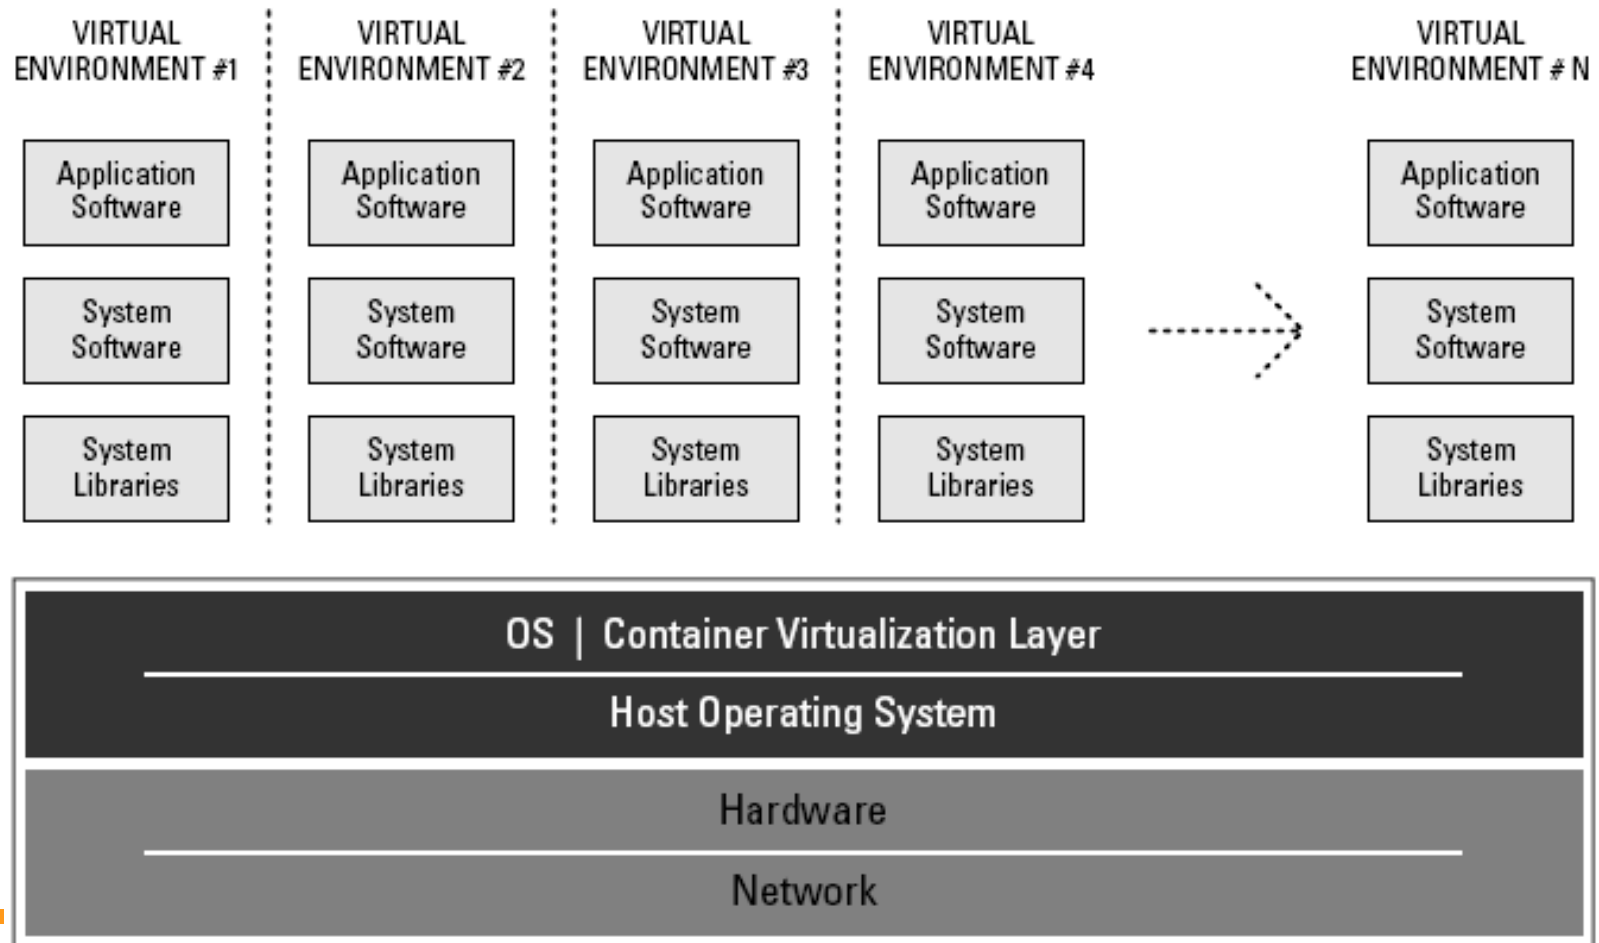 VIRTUAL
ENVIRONMENT #1
VIRTUAL
ENVIRONMENT #2
VIRTUAL
ENVIRONMENT #3
VIRTUAL
ENVIRONMENT #4
VIRTUAL
ENVIRONMENT # N
Application
Software
Application
Software
Application
Software
Application
Software
Application
Software
System
Software
System
Software
System
Software
System
Software
System
Software
System
Libraries
System
Libraries
System
Libraries
System
Libraries
System
Libraries
OS | Container Virtualization Layer
Host Operating System
Hardware
Network